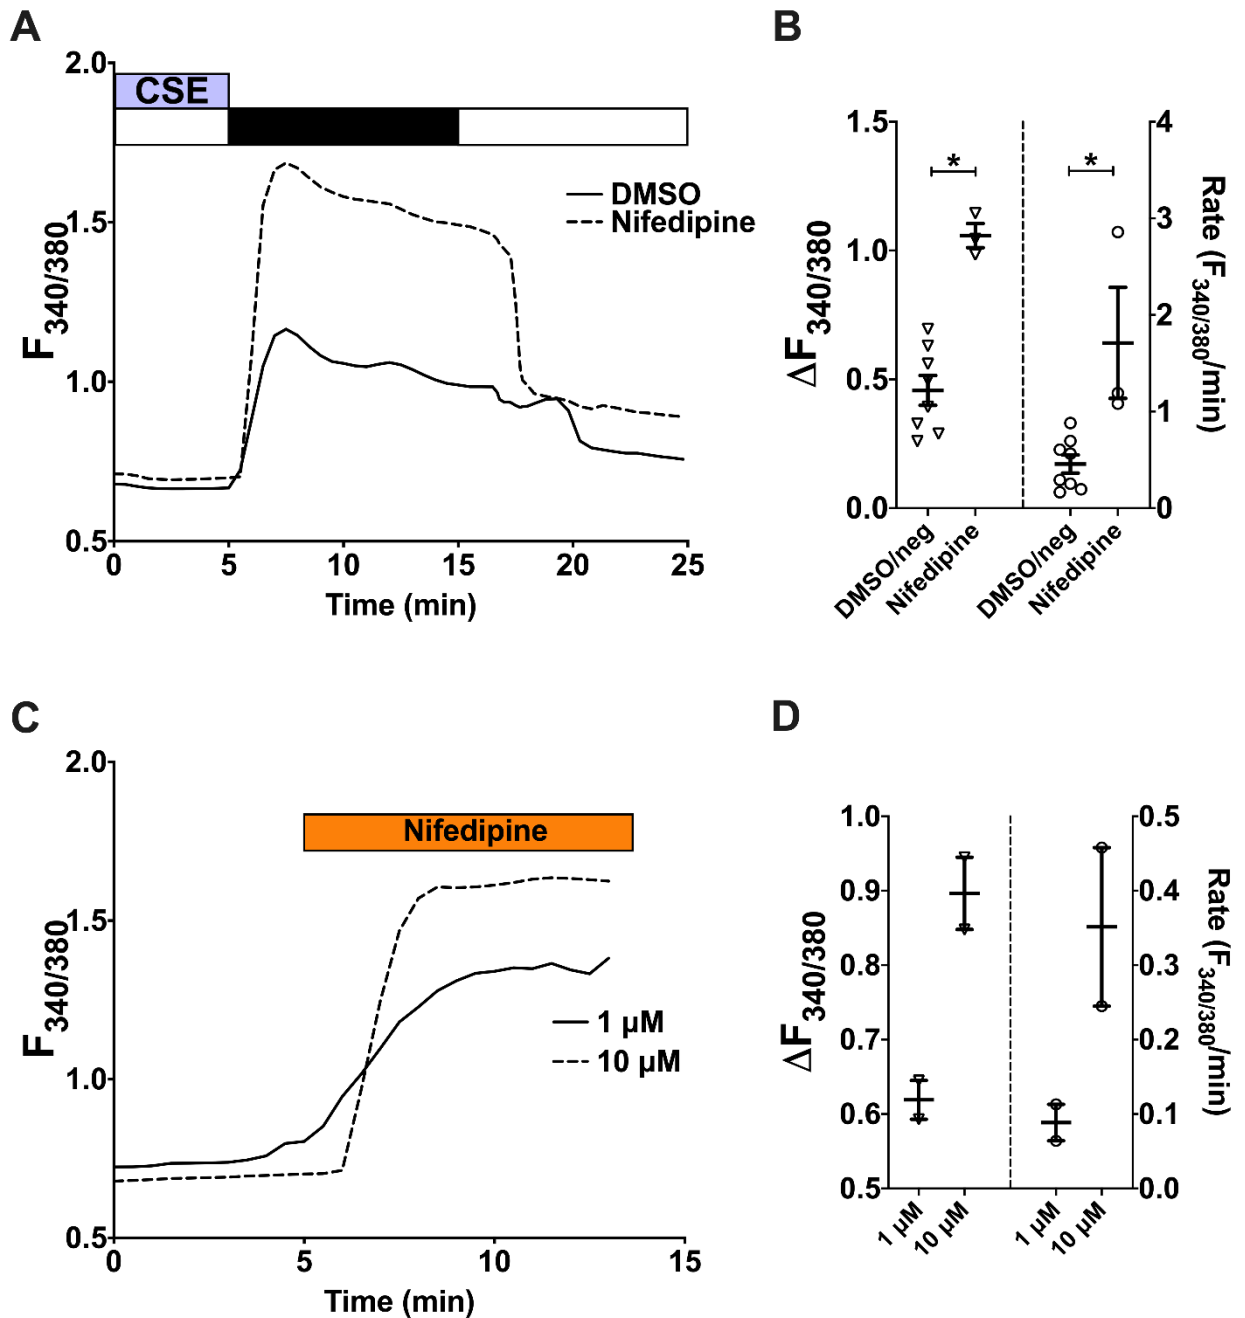 A
B
2.0
1.5
1.0
0.5
F340/380
CSE
DMSO
Nifedipine
0
5
10
15
20
25
Time (min)
1.5
1.0
0.5
0.0
ΔF340/380
*
*
4
3
2
1
0
Rate (F340/380/min)
DMSO/neg
Nifedipine
DMSO/neg
Nifedipine
C
D
2.0
1.5
1.0
0.5
F340/380
Nifedipine
1 µM
10 µM
0
5
10
15
Time (min)
1.0
0.9
0.8
0.7
0.6
0.5
ΔF340/380
0.5
0.4
0.3
0.2
0.1
0.0
Rate (F340/380/min)
1 µM
10 µM
1 µM
10 µM